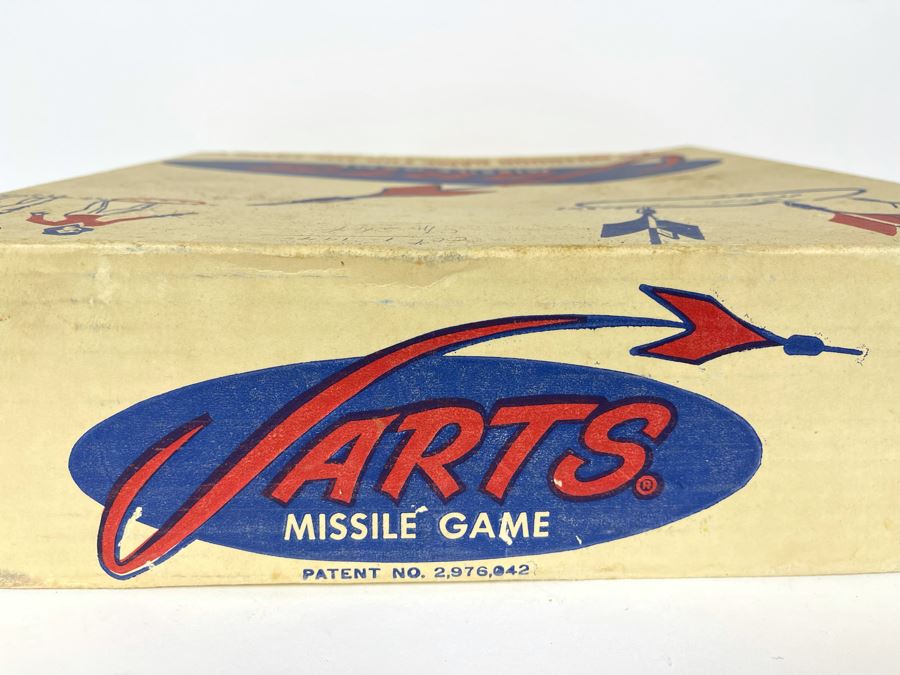 JARTS®
MISSILE GAME
PATENT NO. 2,976,042